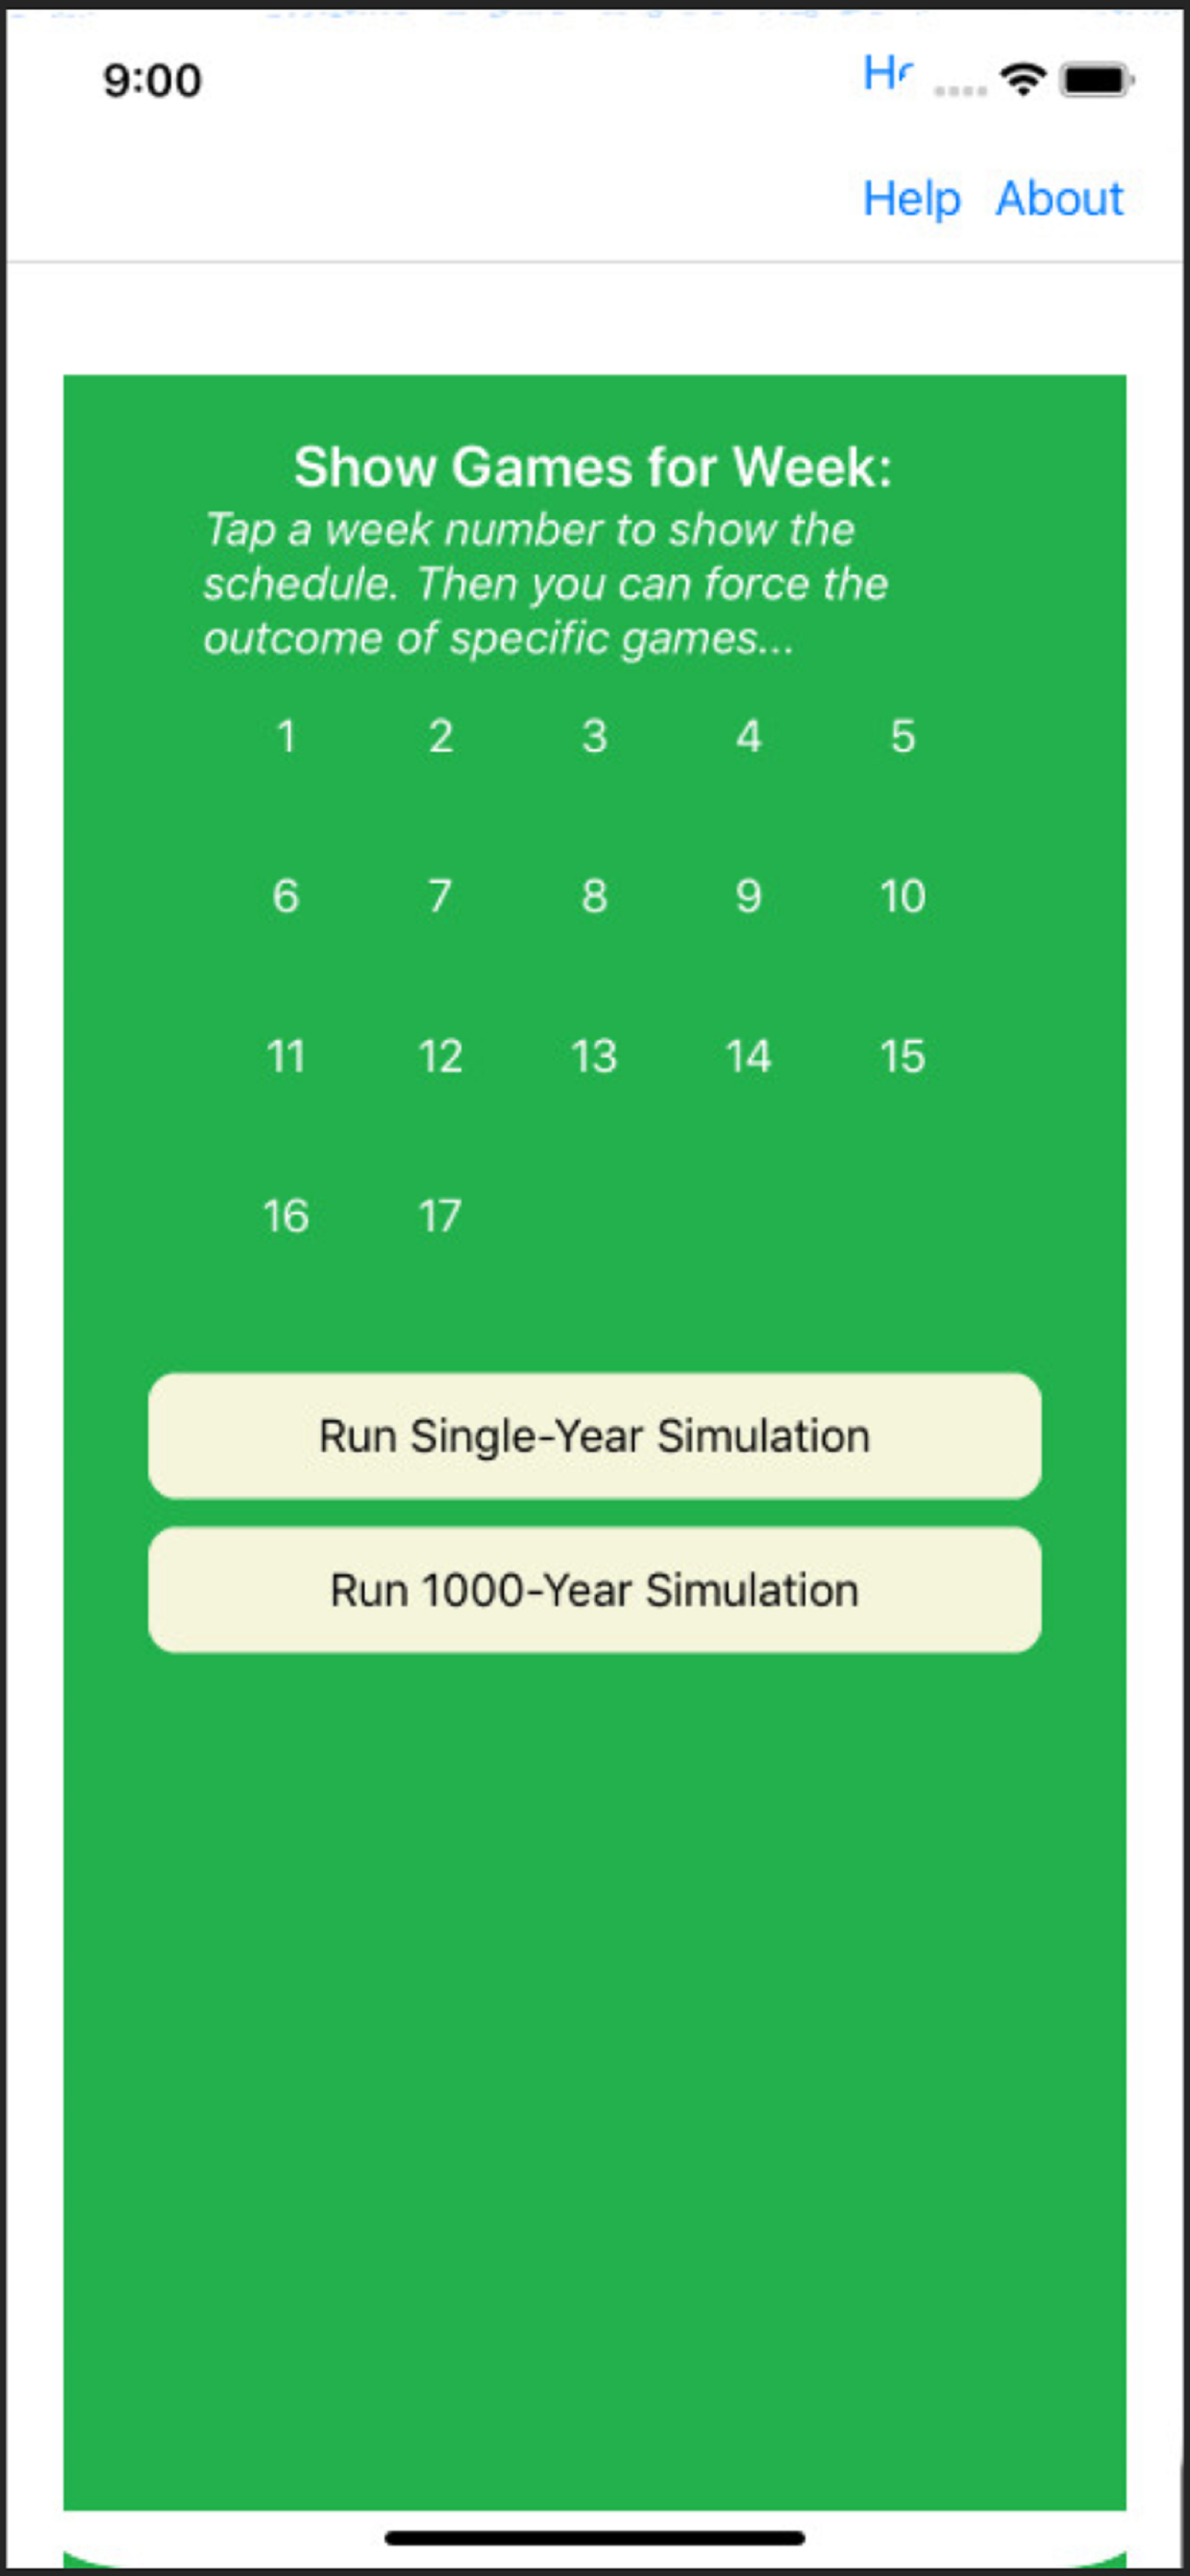 9:00
Help About
Show Games for Week:
Tap a week number to show the
schedule. Then you can force the
outcome of specific games...
1 2 3 4 5
6 7 8 9 10
11 12 13 14 15
16 17
Run Single-Year Simulation
Run 1000-Year Simulation